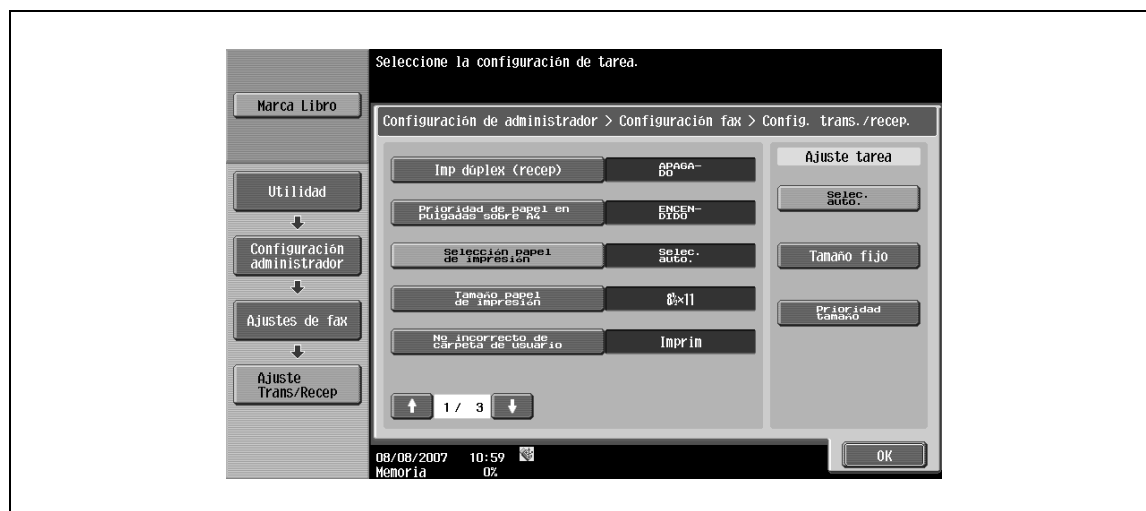 Seleccione la configuración de tarea.
Marca Libro
Configuración de administrador > Configuración fax > Config. trans./recep.
Utilidad
Configuración
administrador
Ajustes de fax
Ajuste
Trans/Recep
Imp dúplex (recep)
APAGA-
DO
Prioridad de papel en
pulgadas sobre A4
ENCEN-
DIDO
Selección papel
de impresión
Selec.
auto.
Tamaño papel
de impresión
8½×11
Nº incorrecto de
carpeta de usuario
Imprim
1/ 3
Ajuste tarea
Selec.
auto.
Tamaño fijo
Prioridad
tamaño
08/08/2007 10:59
Memoria 0%
OK